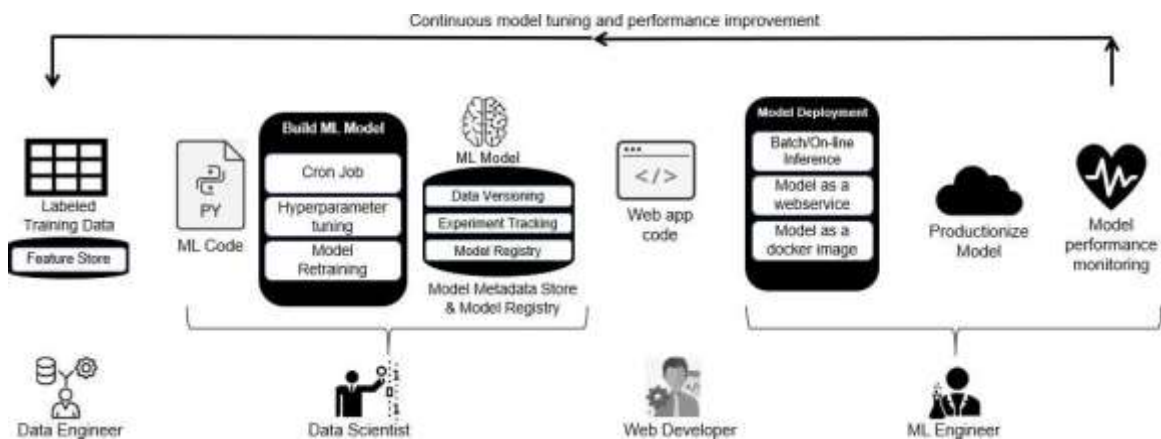 Continuous model tuning and performance improvement
Labeled
Training Data
Feature Store
PY
ML Code
Build ML Model
Cron Job
Hyperparameter
tuning
Model
Retraining
ML Model
Data Versioning
Experiment Tracking
Model Registry
Model Metadata Store
& Model Registry
</>
Web app
code
Model Deployment
Batch/On-line
Inference
Model as a
webservice
Model as a
docker image
Productionize
Model
Model
performance
monitoring
Data Engineer
Data Scientist
Web Developer
ML Engineer